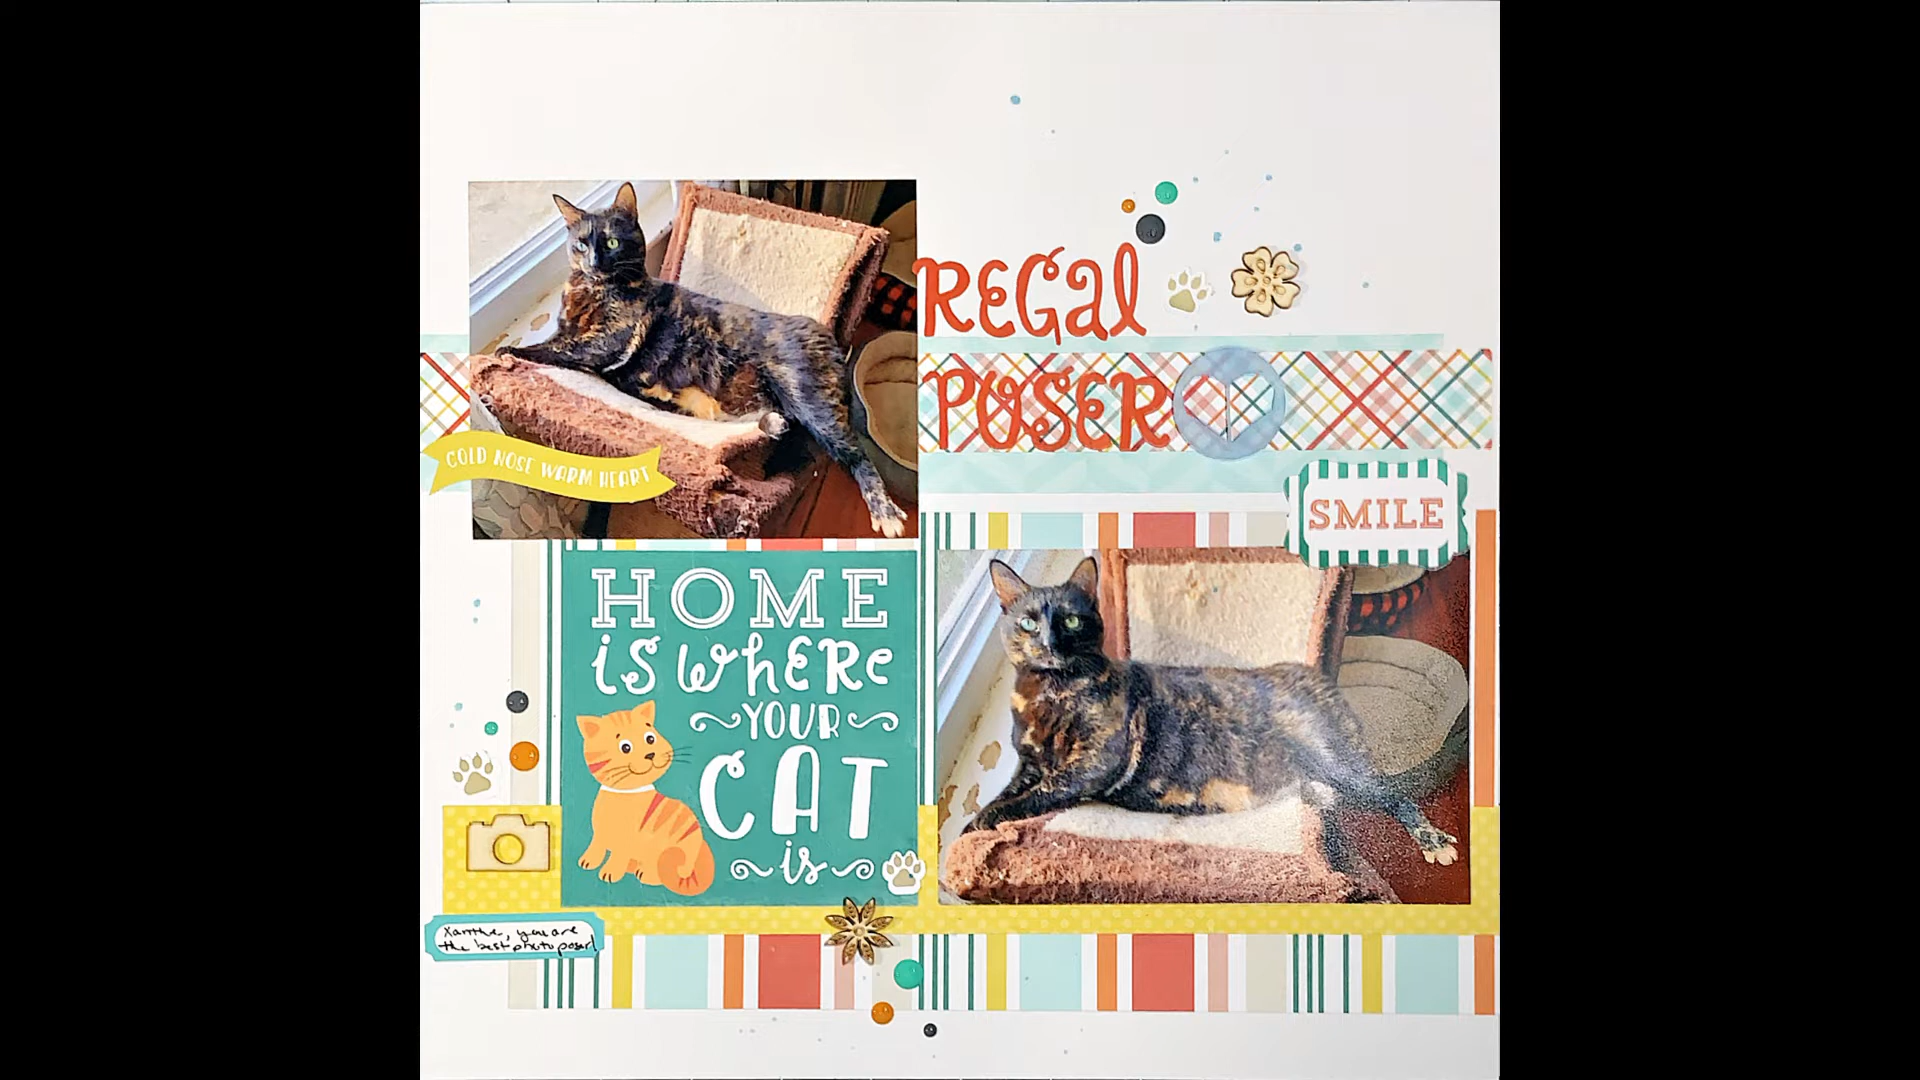 REGal
POSER
COLD NOSE WARM HEART
SMILE
HOME
is where
YOUR
CAT
is
Xanthe, you are
the best photo poser!